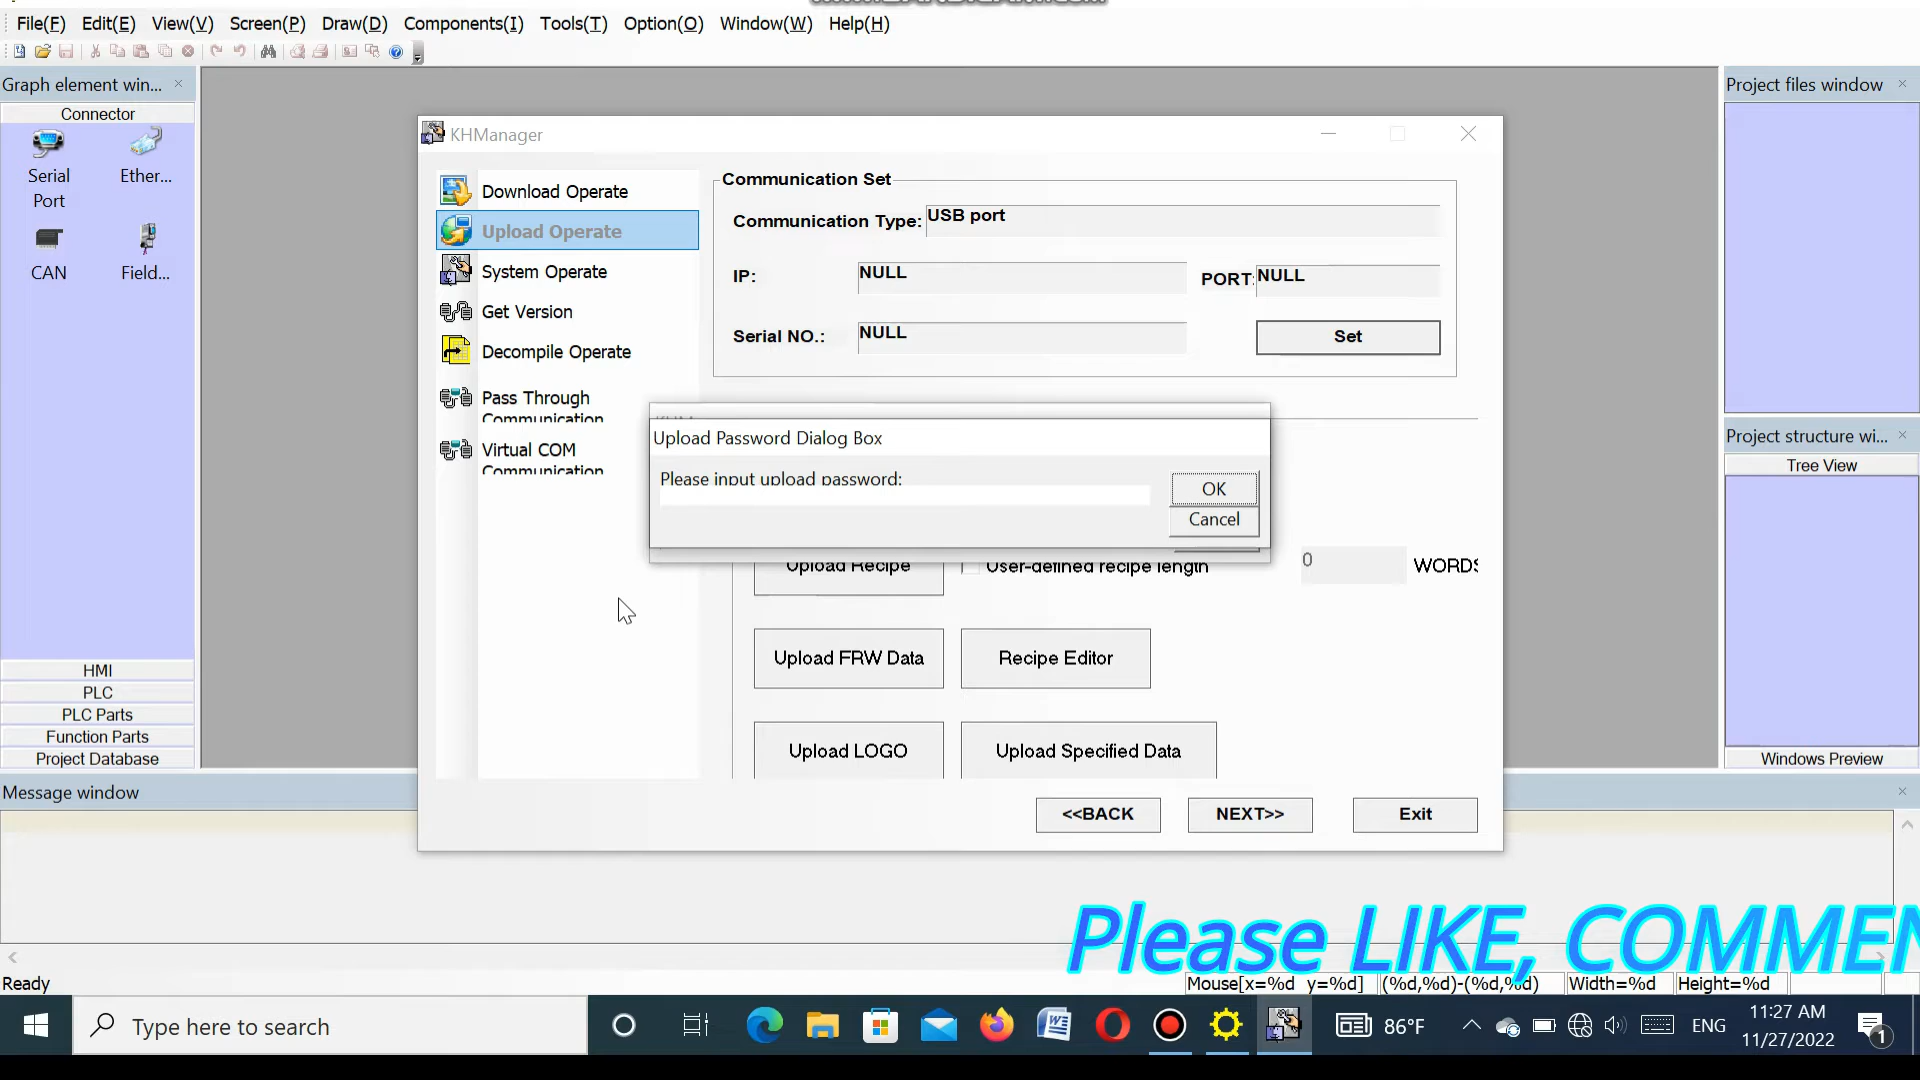 File(F) Edit(E) View(V) Screen(P) Draw(D) Components(I) Tools(T) Option(O) Window(W) Help(H)
Graph element win...
Connector
Serial Port
Ether...
CAN
Field...
HMI
PLC
PLC Parts
Function Parts
Project Database
KHManager
Download Operate
Upload Operate
System Operate
Get Version
Decompile Operate
Pass Through
Communication
Virtual COM
Communication
Communication Set
Communication Type: USB port
IP: NULL PORT: NULL
Serial NO.: NULL Set
Upload Password Dialog Box
Please input upload password:
OK
Cancel
Upload Recipe User-defined recipe length 0 WORDS
Upload FRW Data Recipe Editor
Upload LOGO Upload Specified Data
<<BACK NEXT>> Exit
Project files window
Project structure wi...
Tree View
Windows Preview
Message window
Please LIKE, COMMEN
Ready Mouse[x=%d y=%d] (%d,%d)-(%d,%d) Width=%d Height=%d
Type here to search
86°F
ENG
11:27 AM
11/27/2022
1